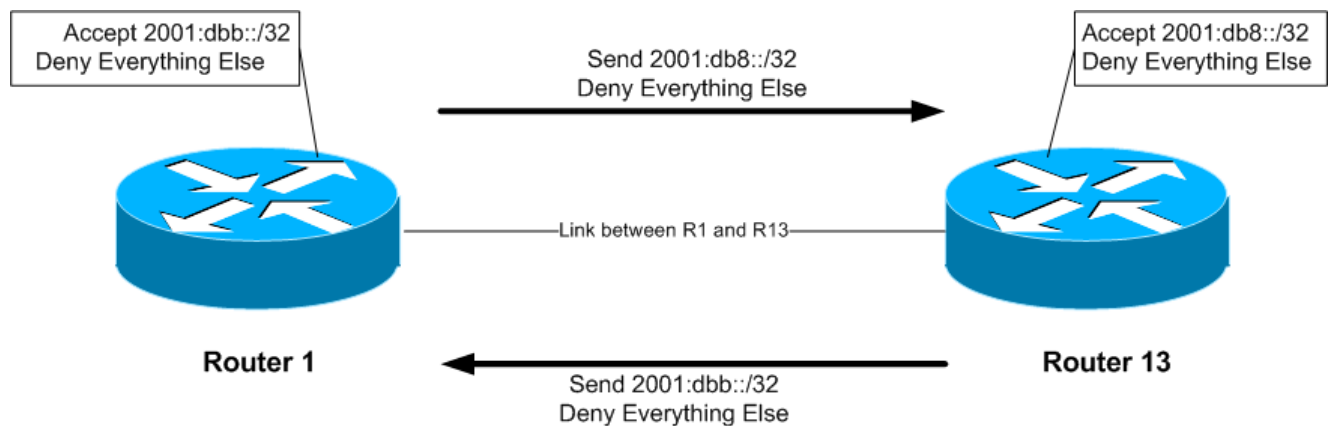 Accept 2001:dbb::/32
Deny Everything Else
Send 2001:db8::/32
Deny Everything Else
Accept 2001:db8::/32
Deny Everything Else
Link between R1 and R13
Router 1
Router 13
Send 2001:dbb::/32
Deny Everything Else